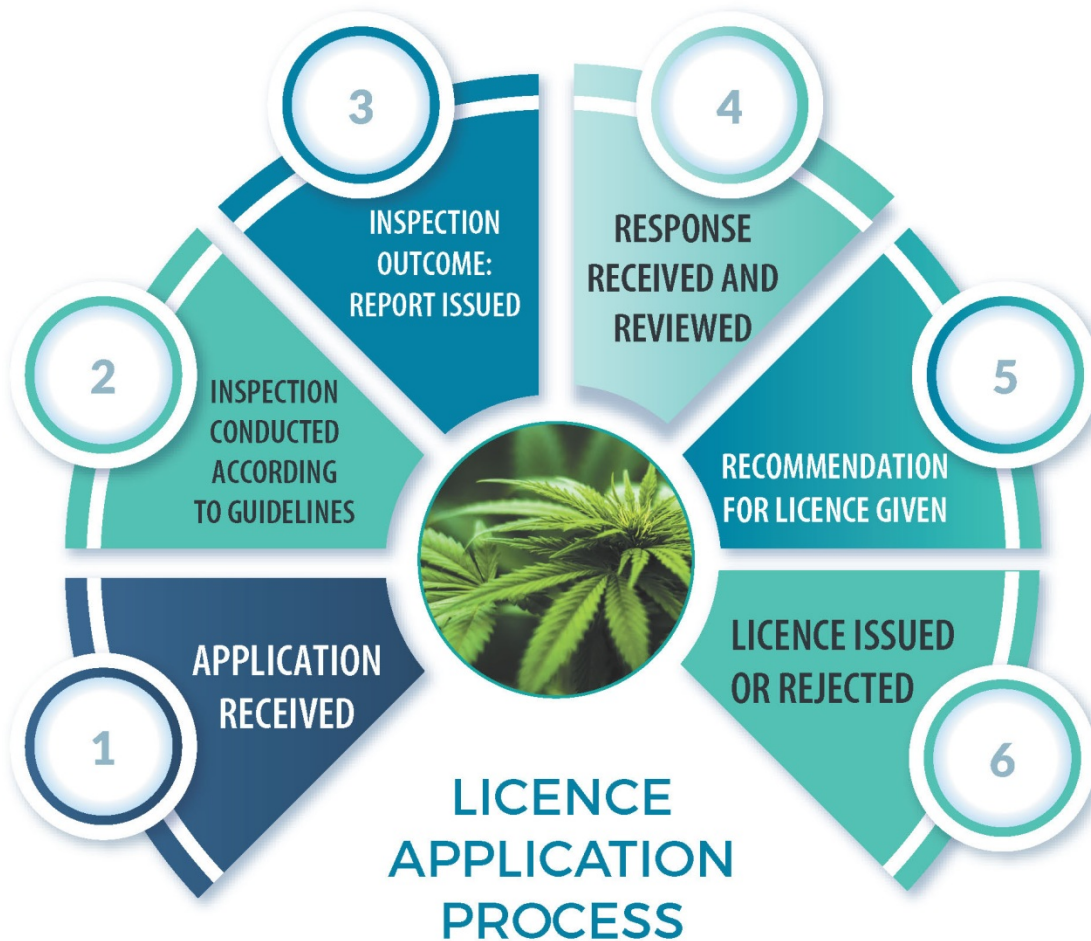 1
APPLICATION
RECEIVED
2
INSPECTION
CONDUCTED
ACCORDING
TO GUIDELINES
3
INSPECTION
OUTCOME:
REPORT ISSUED
4
RESPONSE
RECEIVED AND
REVIEWED
5
RECOMMENDATION
FOR LICENCE GIVEN
6
LICENCE ISSUED
OR REJECTED
LICENCE
APPLICATION
PROCESS